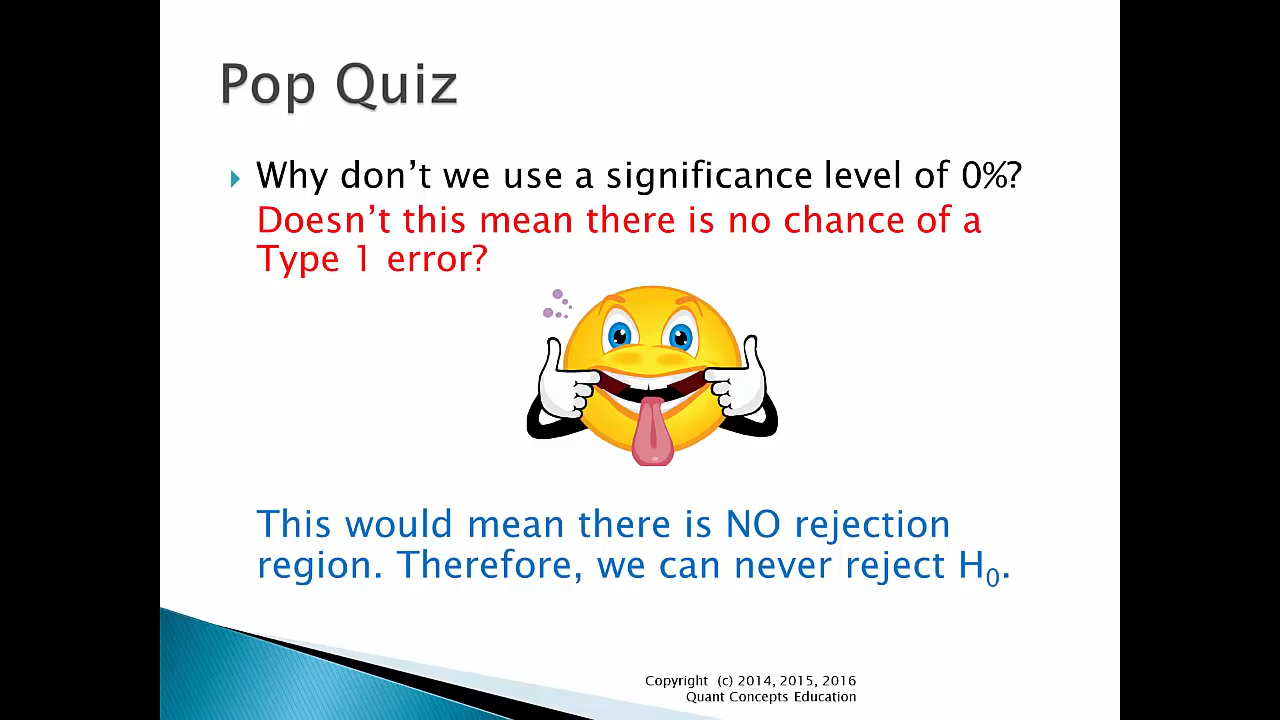 Pop Quiz
Why don’t we use a significance level of 0%?
Doesn’t this mean there is no chance of a
Type 1 error?
This would mean there is NO rejection
region. Therefore, we can never reject H₀.
Copyright (c) 2014, 2015, 2016
Quant Concepts Education